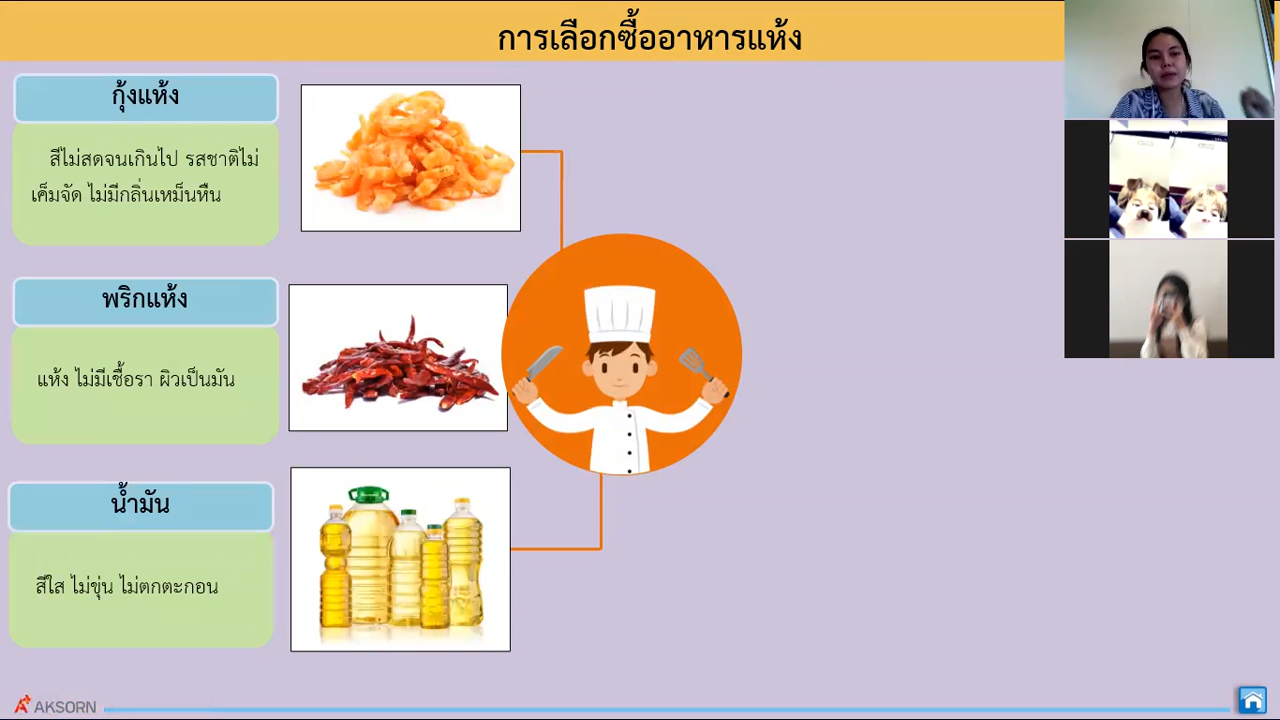 การเลือกซื้ออาหารแห้ง
กุ้งแห้ง
สีไม่สดจนเกินไป รสชาติไม่
เค็มจัด ไม่มีกลิ่นเหม็นหืน
พริกแห้ง
แห้ง ไม่มีเชื้อรา ผิวเป็นมัน
น้ำมัน
สีใส ไม่ขุ่น ไม่ตกตะกอน
AKSORN